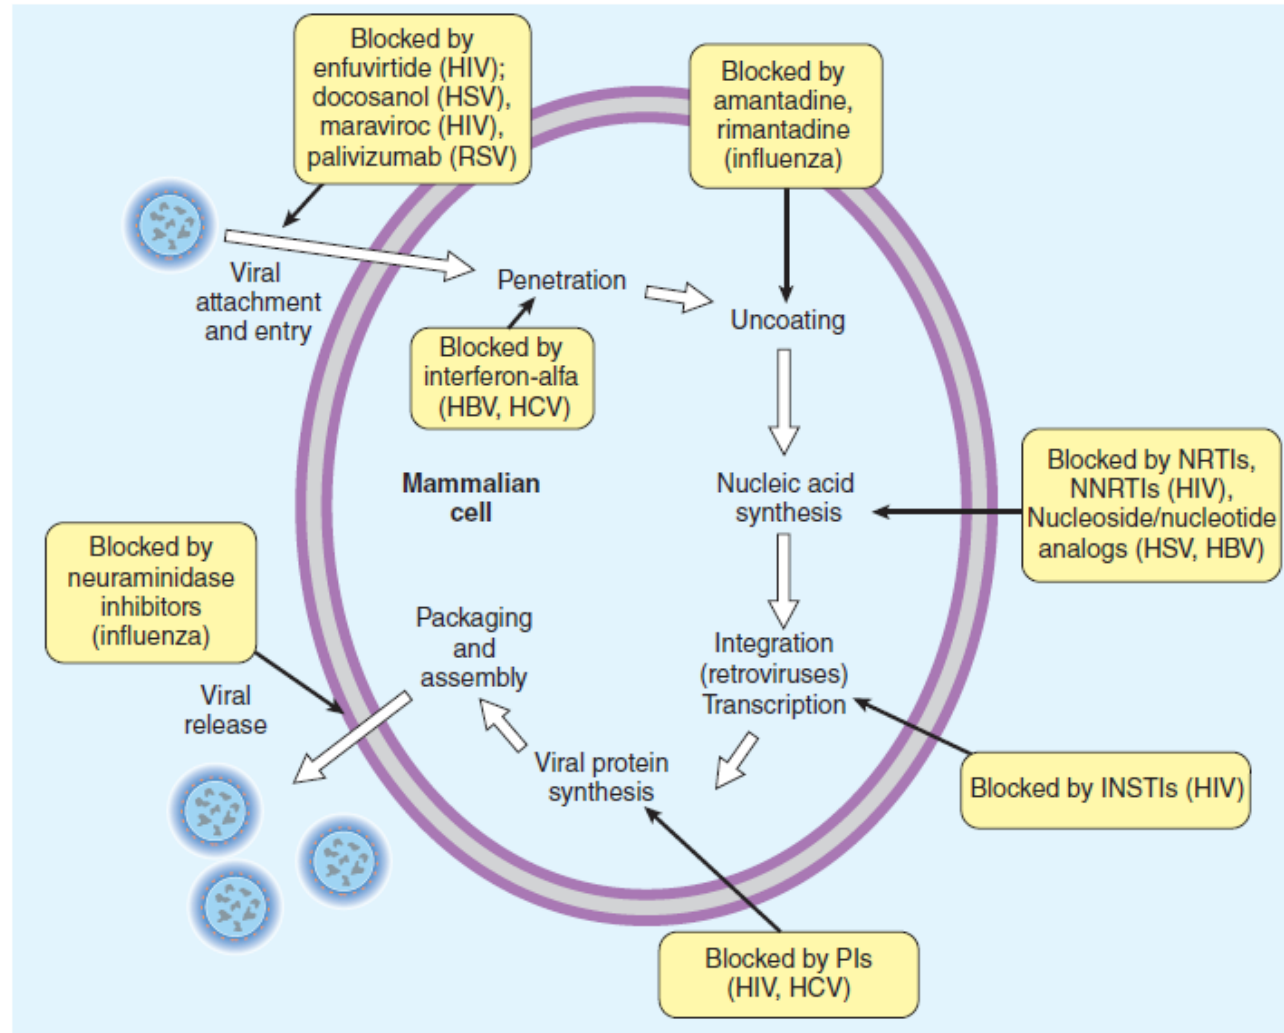 Blocked by
enfuvirtide (HIV);
docosanol (HSV),
maraviroc (HIV),
palivizumab (RSV)
Blocked by
amantadine,
rimantadine
(influenza)
Viral
attachment
and entry
Penetration
Uncoating
Blocked by
interferon-alfa
(HBV, HCV)
Mammalian
cell
Nucleic acid
synthesis
Blocked by NRTIs,
NNRTIs (HIV),
Nucleoside/nucleotide
analogs (HSV, HBV)
Blocked by
neuraminidase
inhibitors
(influenza)
Packaging
and
assembly
Integration
(retroviruses)
Transcription
Viral
release
Viral protein
synthesis
Blocked by INSTIs (HIV)
Blocked by PIs
(HIV, HCV)